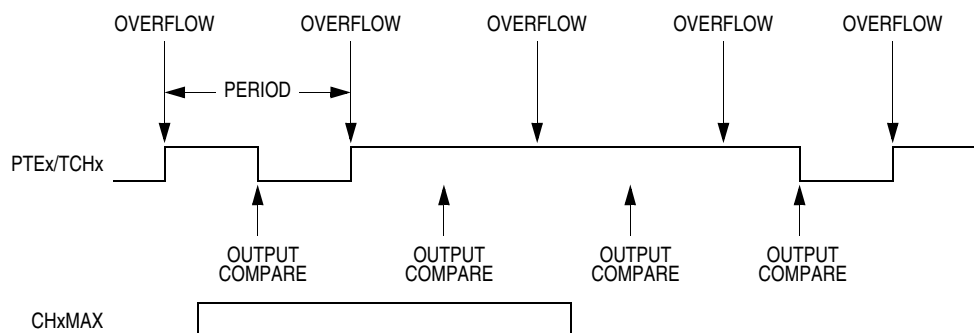 OVERFLOW OVERFLOW OVERFLOW OVERFLOW OVERFLOW
PERIOD
PTEx/TCHx
OUTPUT COMPARE
OUTPUT COMPARE
OUTPUT COMPARE
OUTPUT COMPARE
CHxMAX